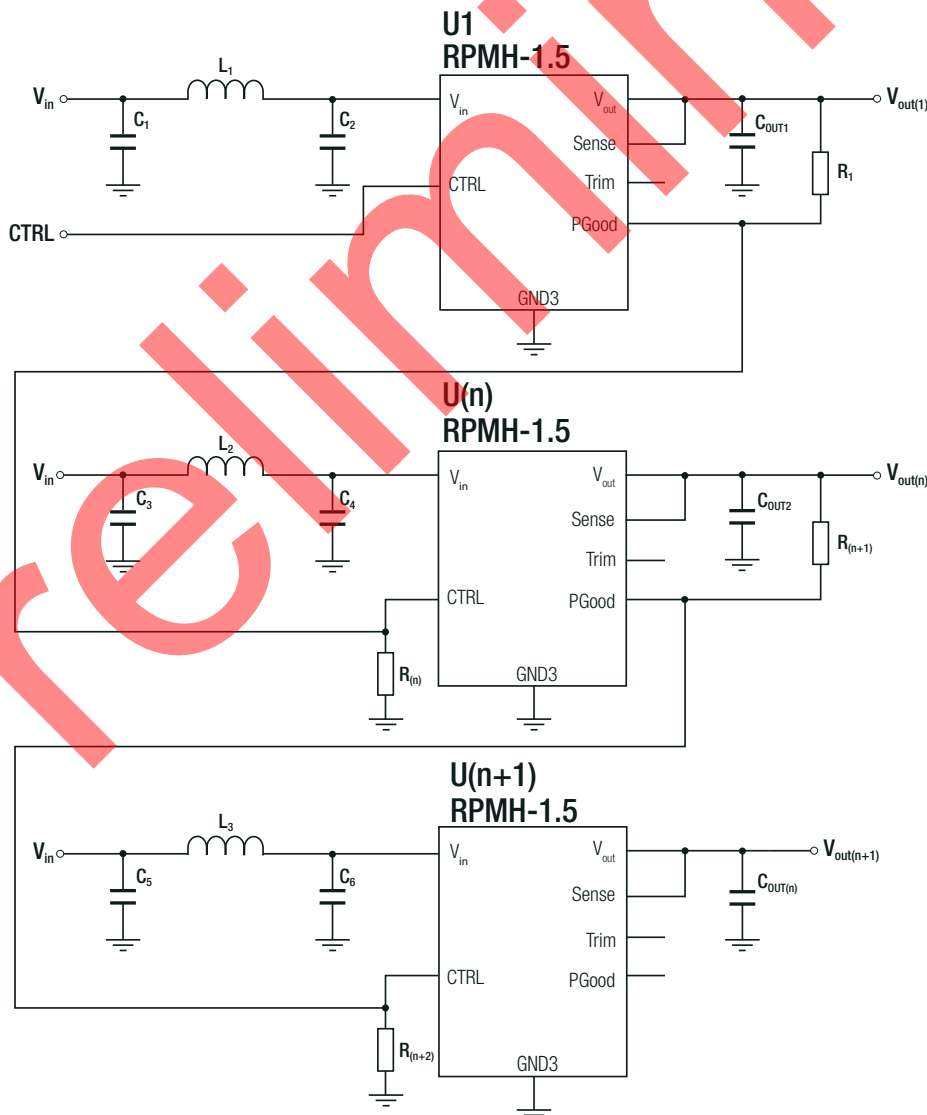 U1
RPMH-1.5
L1
Vin
C1
C2
Vin
Vout
COUT1
Vout(1)
Sense
R1
CTRL
Trim
CTRL
PGood
GND3
U(n)
RPMH-1.5
L2
Vin
C3
C4
Vin
Vout
COUT2
Vout(n)
Sense
R(n+1)
Trim
CTRL
PGood
R(n)
GND3
U(n+1)
RPMH-1.5
L3
Vin
C5
C6
Vin
Vout
COUT(n)
Vout(n+1)
Sense
Trim
CTRL
PGood
R(n+2)
GND3
relimin